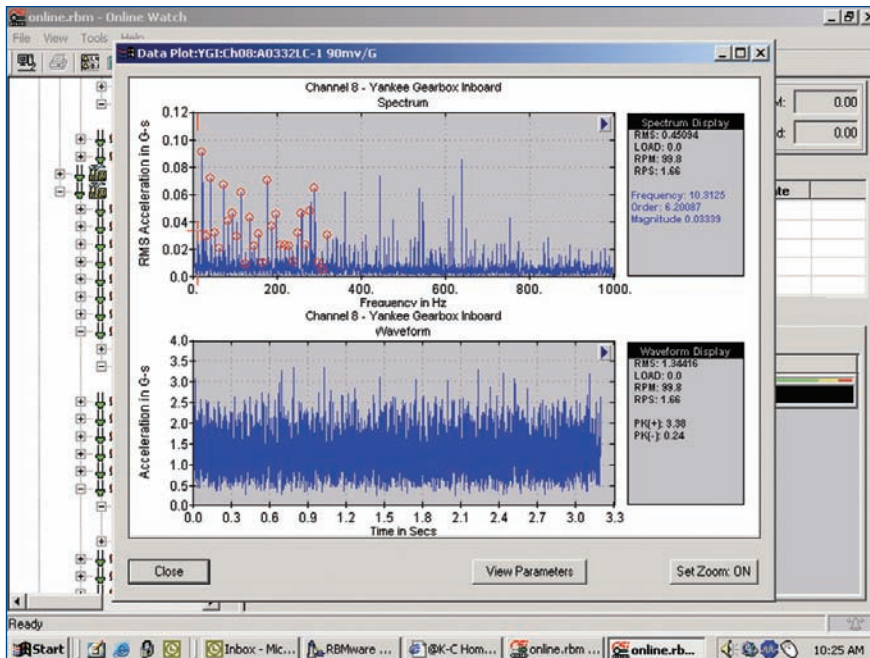 online.rbm - Online Watch
File View Tools Help
Data Plot:YGI:Ch08:A0332LC-1 90mv/G
Channel 8 - Yankee Gearbox Inboard
Spectrum
RMS Acceleration in G-s
0.12
0.10
0.08
0.06
0.04
0.02
0.0
0. 200. 400. 600. 800. 1000.
Frequency in Hz
Spectrum Display
RMS: 0.45094
LOAD: 0.0
RPM: 99.8
RPS: 1.66
Frequency: 10.3125
Order: 6.20087
Magnitude 0.03339
M: 0.00
d: 0.00
ate
Channel 8 - Yankee Gearbox Inboard
Waveform
Acceleration in G-s
4.0
3.5
3.0
2.5
2.0
1.5
1.0
0.5
0.0
0.0 0.3 0.6 0.9 1.2 1.5 1.8 2.1 2.4 2.7 3.0 3.3
Time in Secs
Waveform Display
RMS: 1.34416
LOAD: 0.0
RPM: 99.8
RPS: 1.66
PK(+): 3.38
PK(-): 0.24
Close
View Parameters
Set Zoom: ON
Ready
Start
Inbox - Mic...
RBMware ...
@K-C Hom...
online.rbm ...
online.rb...
10:25 AM